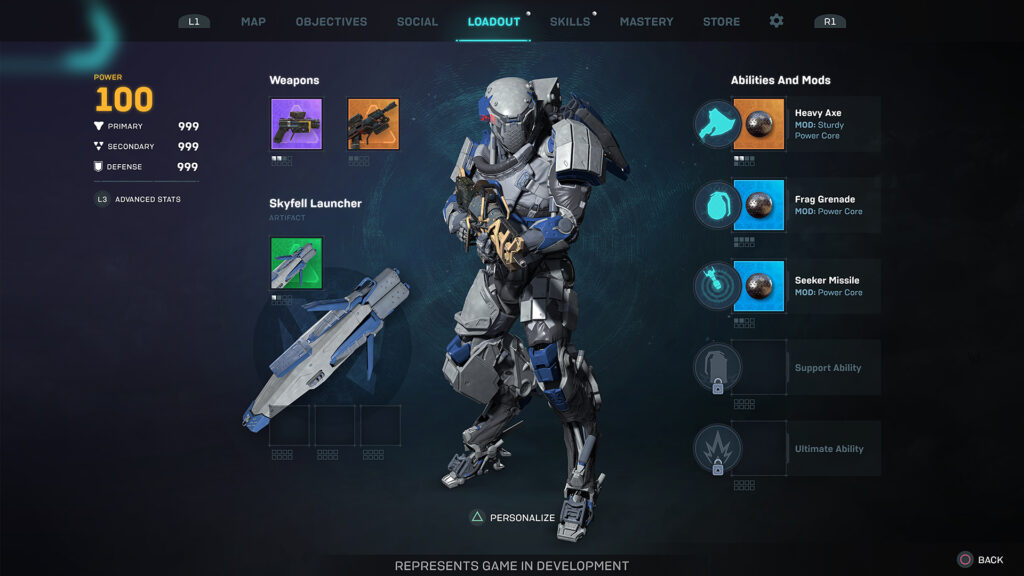 L1
MAP
OBJECTIVES
SOCIAL
LOADOUT
SKILLS
MASTERY
STORE
R1
POWER
100
PRIMARY 999
SECONDARY 999
DEFENSE 999
L3 ADVANCED STATS
Weapons
Skyfell Launcher
ARTIFACT
Abilities And Mods
Heavy Axe
MOD: Sturdy
Power Core
Frag Grenade
MOD: Power Core
Seeker Missile
MOD: Power Core
Support Ability
Ultimate Ability
PERSONALIZE
REPRESENTS GAME IN DEVELOPMENT
BACK